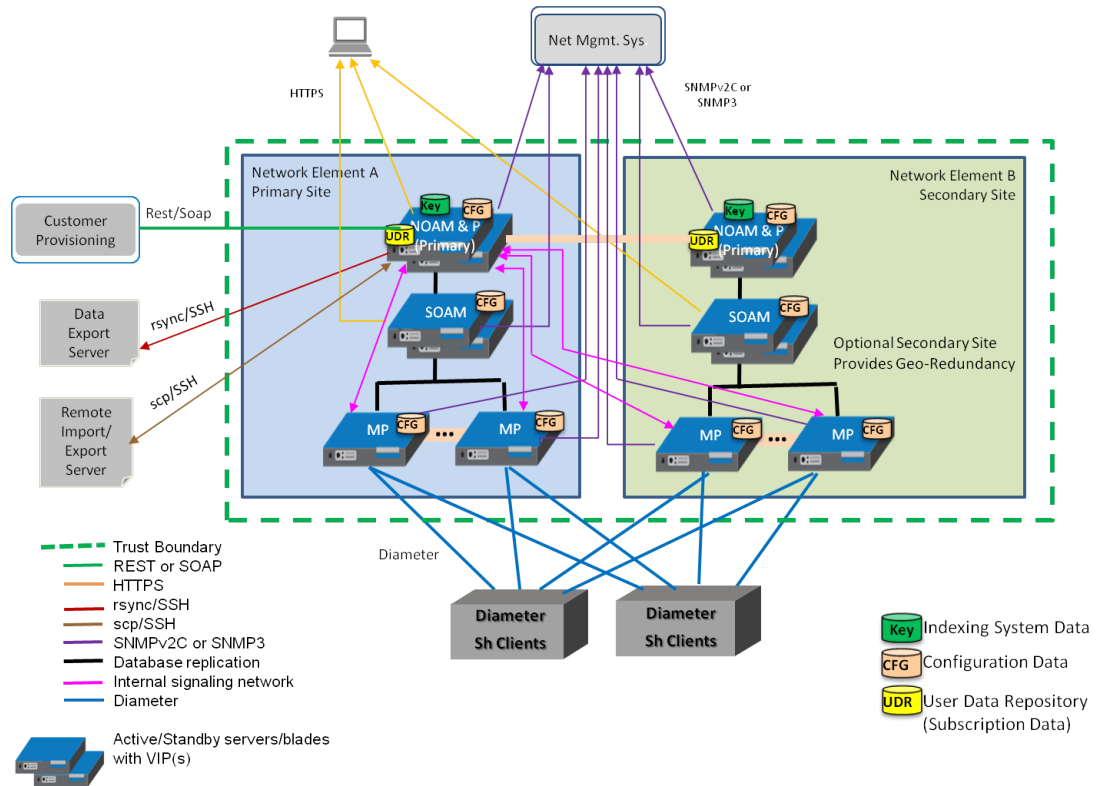 Net Mgmt. Sys.
HTTPS
SNMPv2C or
SNMP3
Network Element A
Primary Site
Network Element B
Secondary Site
Customer
Provisioning
Rest/Soap
Key
CFG
UDR
NOAM & P
(Primary)
Key
CFG
UDR
NOAM & P
(Primary)
Data
Export
Server
rsync/SSH
SOAM
CFG
SOAM
CFG
Optional Secondary Site
Provides Geo-Redundancy
scp/SSH
Remote
Import/
Export
Server
MP
CFG
...
MP
CFG
MP
CFG
...
MP
CFG
Diameter
Diameter
Sh Clients
Diameter
Sh Clients
Trust Boundary
REST or SOAP
HTTPS
rsync/SSH
scp/SSH
SNMPv2C or SNMP3
Database replication
Internal signaling network
Diameter
Key Indexing System Data
CFG Configuration Data
UDR User Data Repository
(Subscription Data)
Active/Standby servers/blades
with VIP(s)